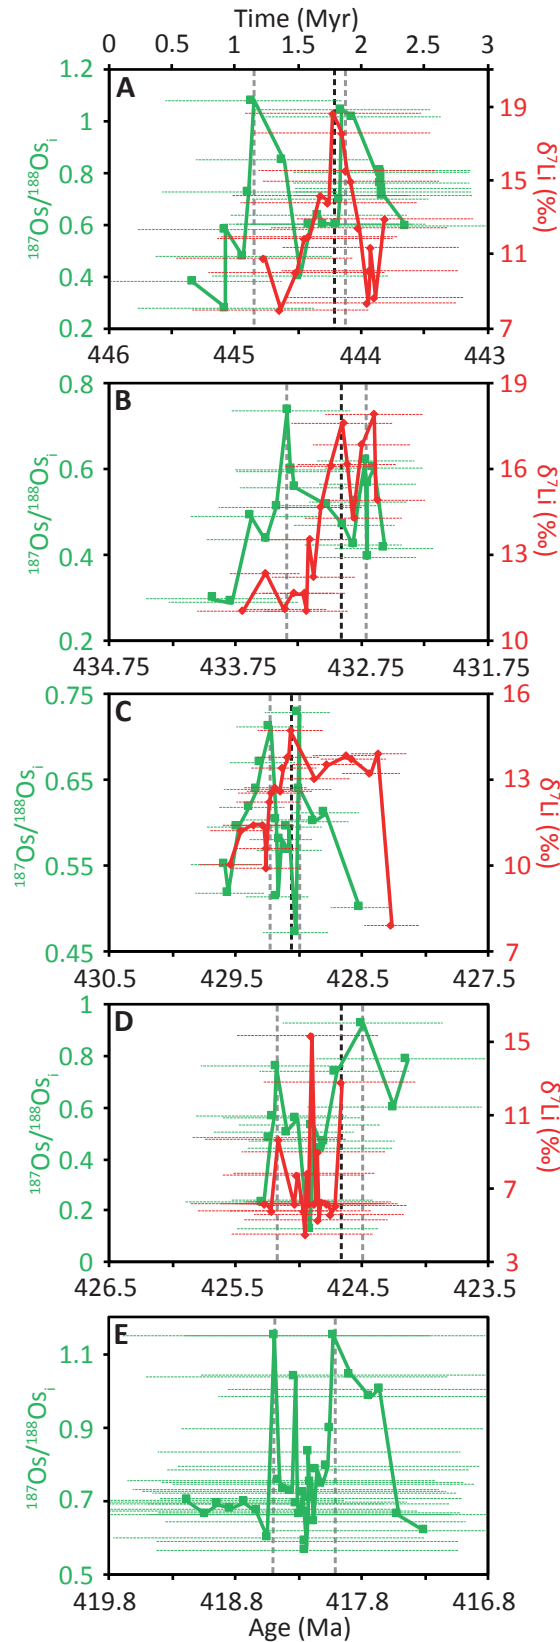 Time (Myr)
0 0.5 1 1.5 2 2.5 3
A
1.2
1
0.8
0.6
0.4
0.2
187Os/188Osi
19
15
11
7
δ7Li (‰)
446 445 444 443
B
0.8
0.6
0.4
0.2
187Os/188Osi
19
16
13
10
δ7Li (‰)
434.75 433.75 432.75 431.75
C
0.75
0.65
0.55
0.45
187Os/188Osi
16
13
10
7
δ7Li (‰)
430.5 429.5 428.5 427.5
D
1
0.8
0.6
0.4
0.2
0
187Os/188Osi
15
11
7
3
δ7Li (‰)
426.5 425.5 424.5 423.5
E
1.1
0.9
0.7
0.5
187Os/188Osi
419.8 418.8 417.8 416.8
Age (Ma)